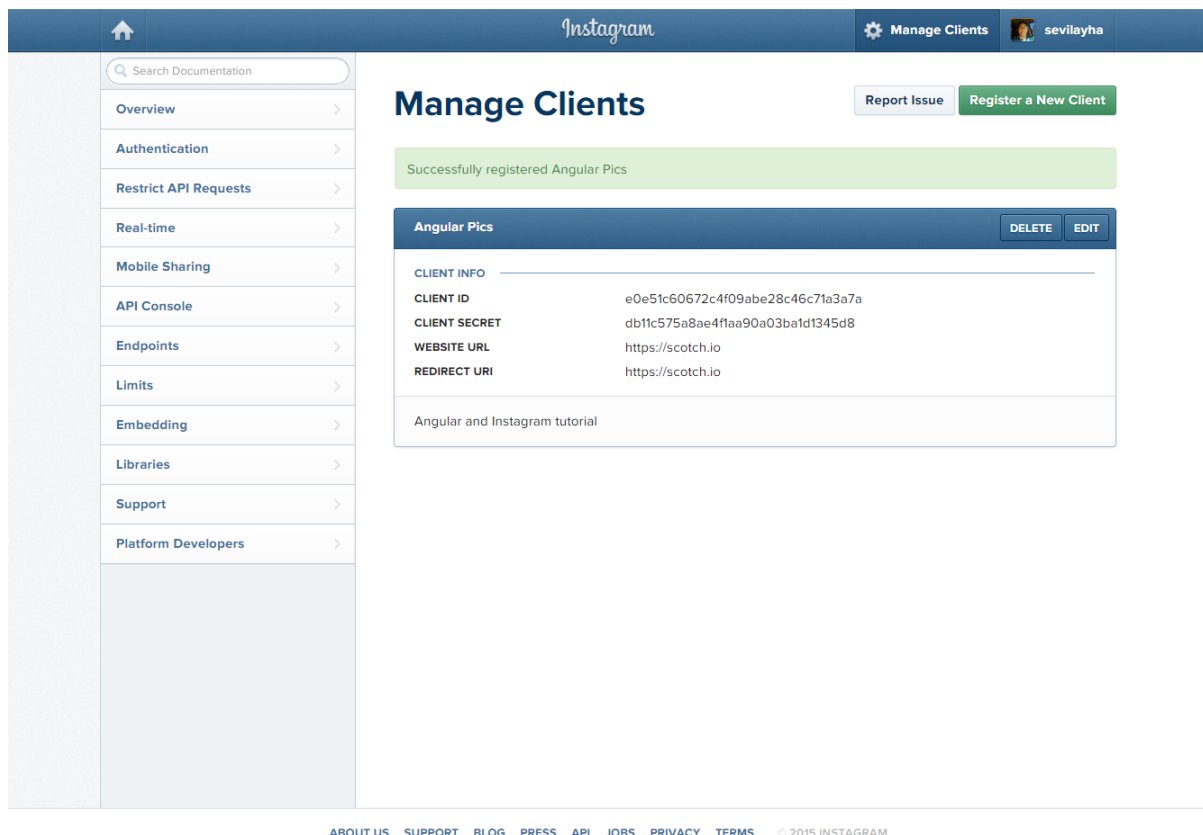 Instagram
Manage Clients
sevilayha
Search Documentation
Overview
Authentication
Restrict API Requests
Real-time
Mobile Sharing
API Console
Endpoints
Limits
Embedding
Libraries
Support
Platform Developers
Manage Clients
Report Issue
Register a New Client
Successfully registered Angular Pics
Angular Pics
DELETE EDIT
CLIENT INFO
CLIENT ID e0e51c60672c4f09abe28c46c71a3a7a
CLIENT SECRET db11c575a8ae4f1aa90a03ba1d1345d8
WEBSITE URL https://scotch.io
REDIRECT URI https://scotch.io
Angular and Instagram tutorial
ABOUT US SUPPORT BLOG PRESS API JOBS PRIVACY TERMS © 2015 INSTAGRAM